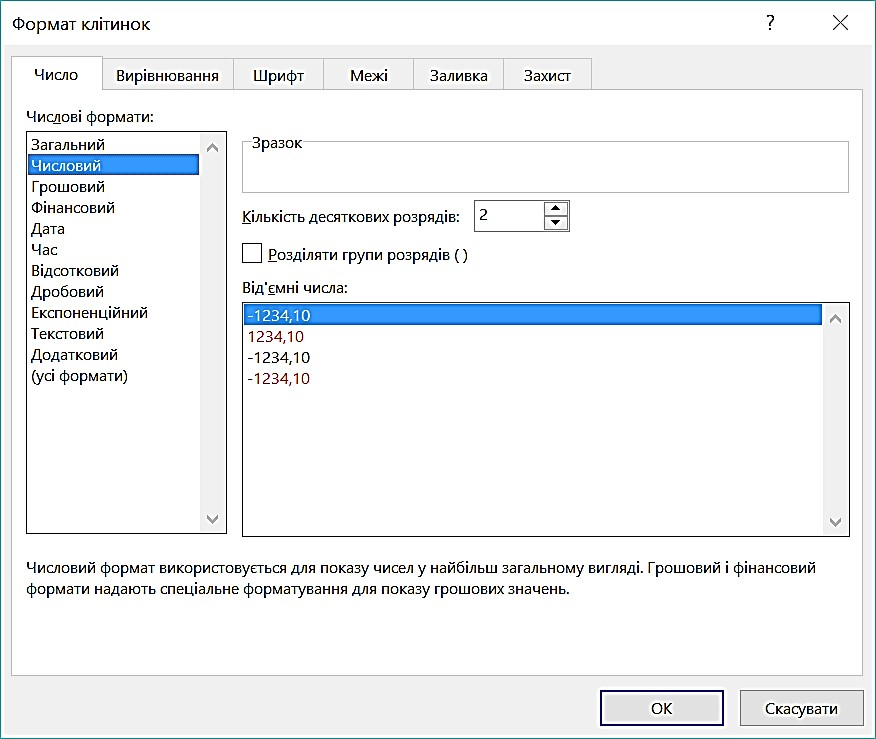 Формат клітинок
?
Число Вирівнювання Шрифт Межі Заливка Захист
Числові формати:
Загальний
Числовий
Грошовий
Фінансовий
Дата
Час
Відсотковий
Дробовий
Експоненційний
Текстовий
Додатковий
(усі формати)
Зразок
Кількість десяткових розрядів: 2
Розділяти групи розрядів ( )
Від'ємні числа:
-1234,10
1234,10
-1234,10
-1234,10
Числовий формат використовується для показу чисел у найбільш загальному вигляді. Грошовий і фінансовий
формати надають спеціальне форматування для показу грошових значень.
ОК Скасувати